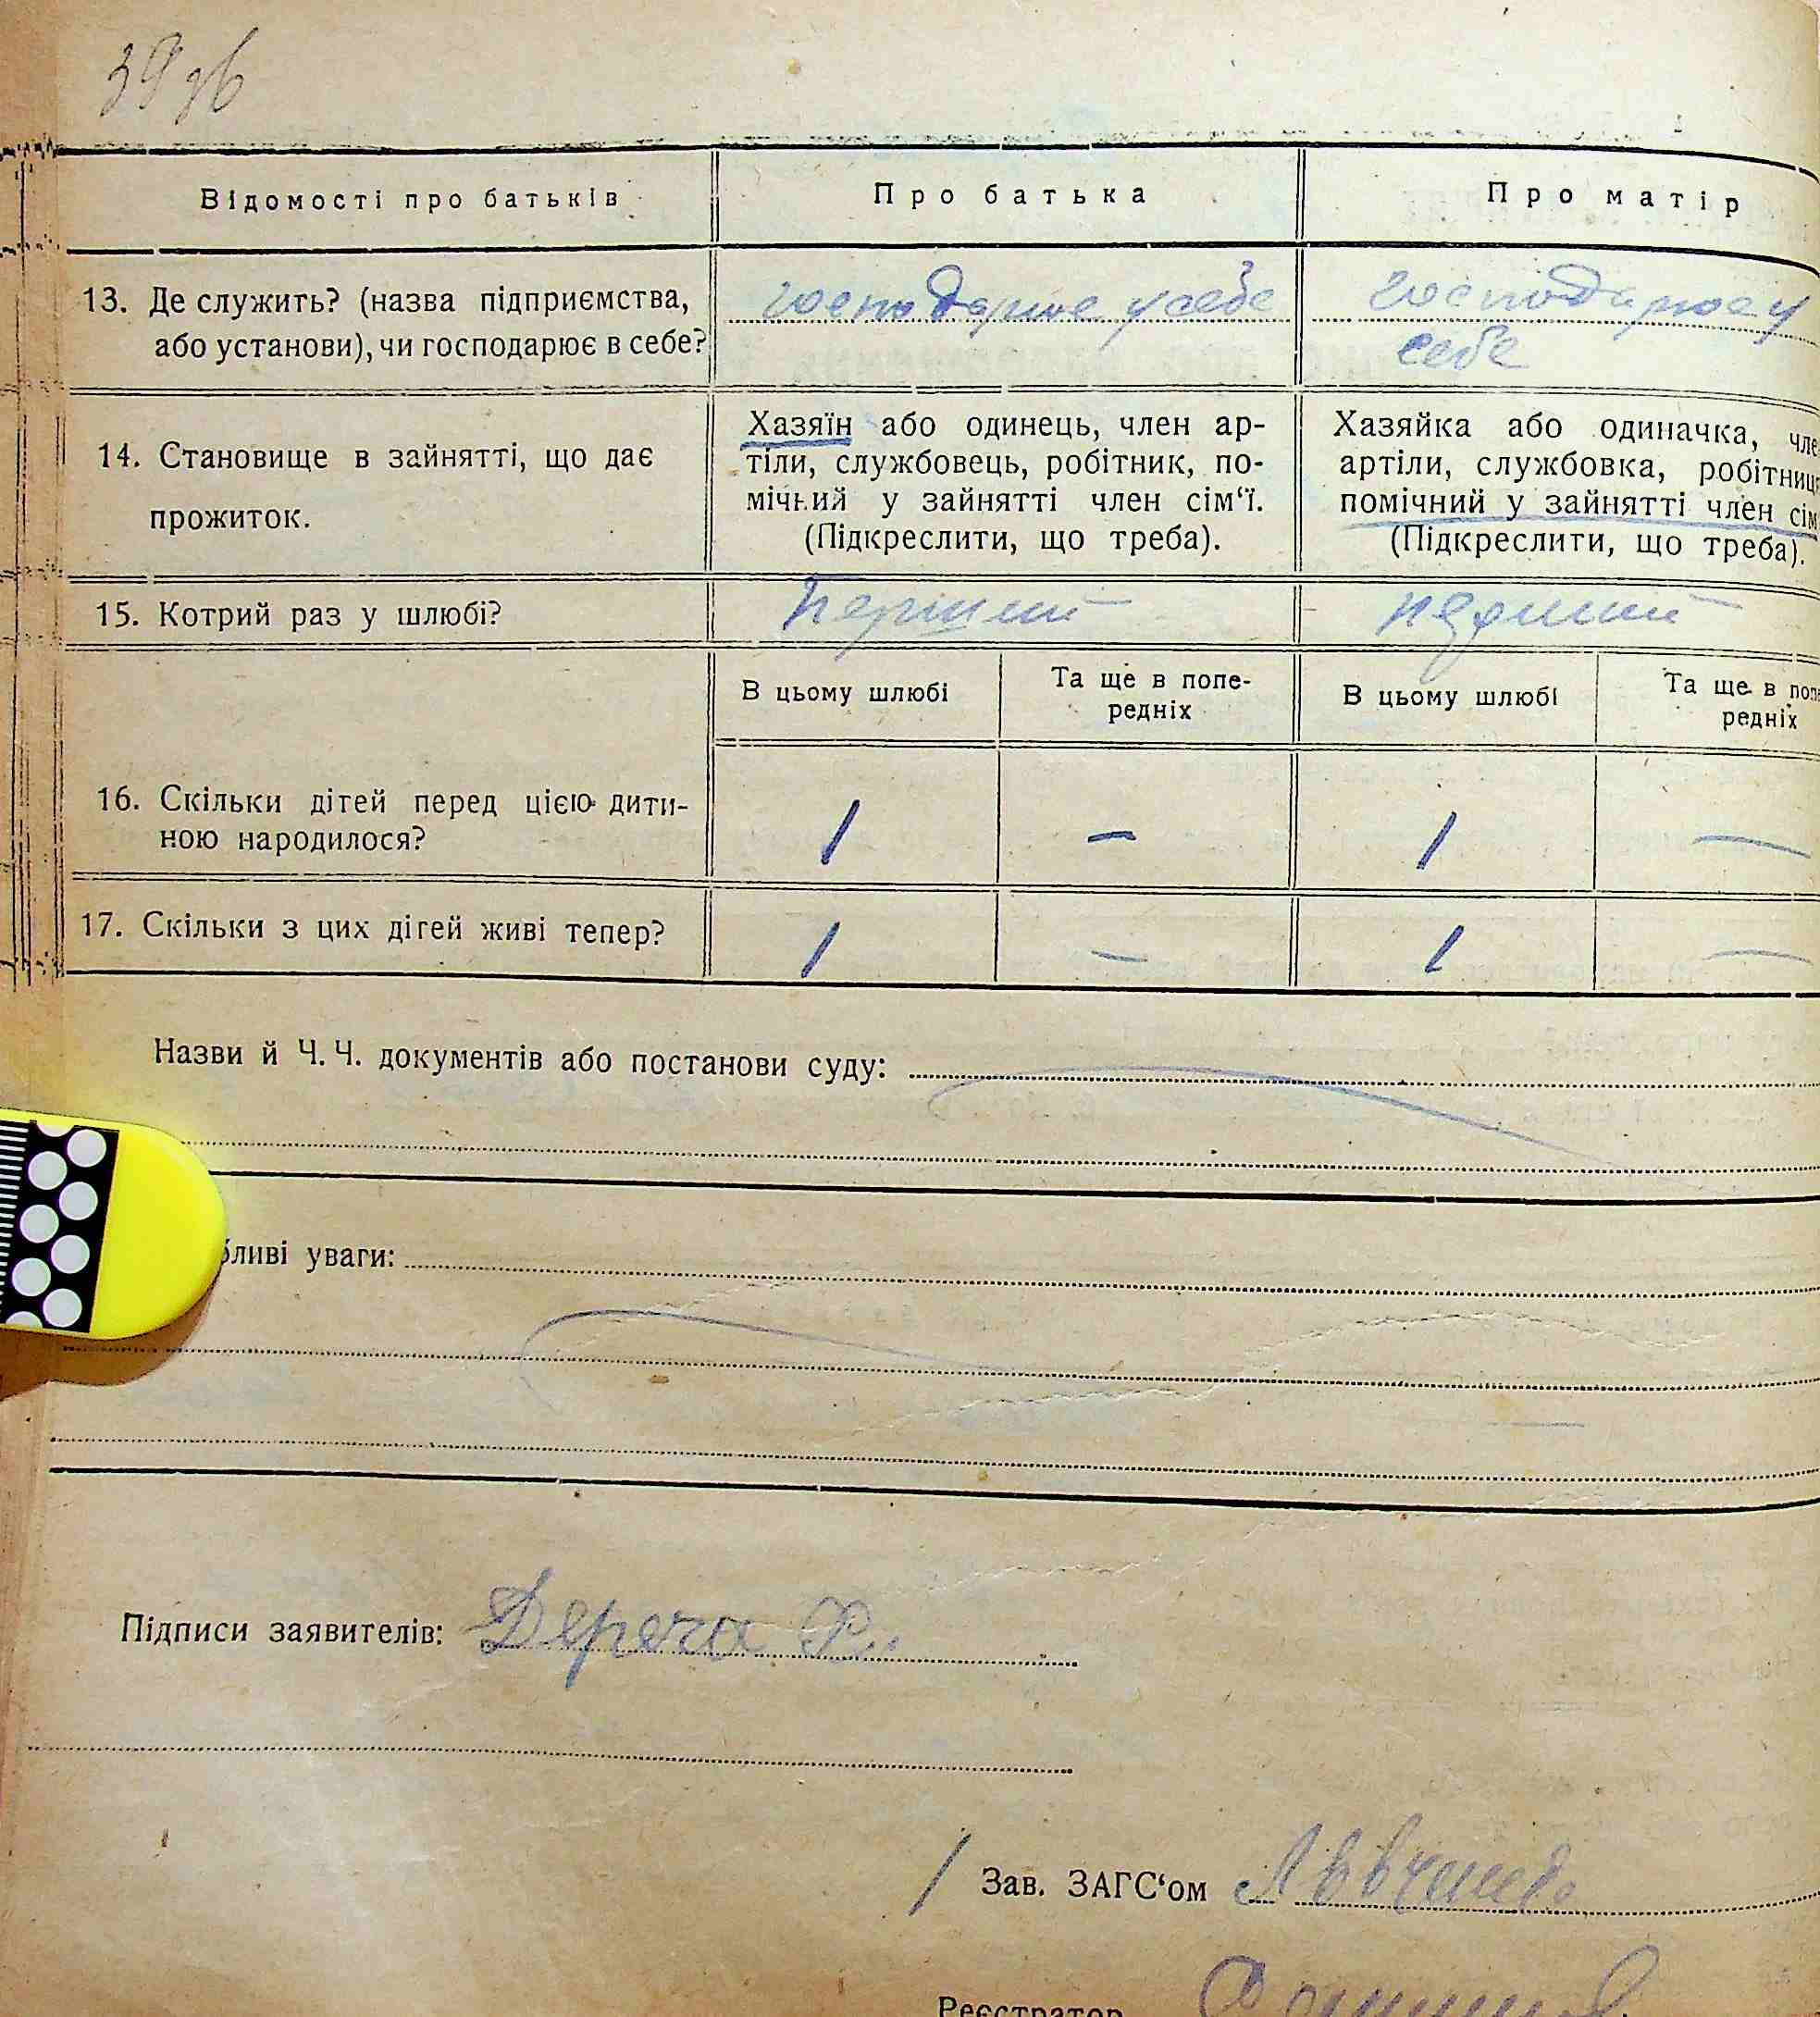 39 зв
Відомості про батьків
Про батька
Про матір
13. Де служить? (назва підприємства,
або установи), чи господарює в себе?
господарює у себе
господарює у
себе
14. Становище в зайнятті, що дає
прожиток.
Хазяїн або одинець, член ар-
тіли, службовець, робітник, по-
мічний у зайнятті член сім‘ї.
(Підкреслити, що треба).
Хазяйка або одиначка, чле
артіли, службовка, робітниц
помічний у зайнятті член сім
(Підкреслити, що треба).
15. Котрий раз у шлюбі?
перший
перший
В цьому шлюбі
Та ще в попе-
редніх
В цьому шлюбі
Та ще в попе
редніх
16. Скільки дітей перед цією дити-
ною народилося?
1 — 1 —
17. Скільки з цих дітей живі тепер?
1 — 1 —
Назви й Ч. Ч. документів або постанови суду:
бливі уваги:
Підписи заявителів: Дереча
Зав. ЗАГС‘ом
Реєстратор